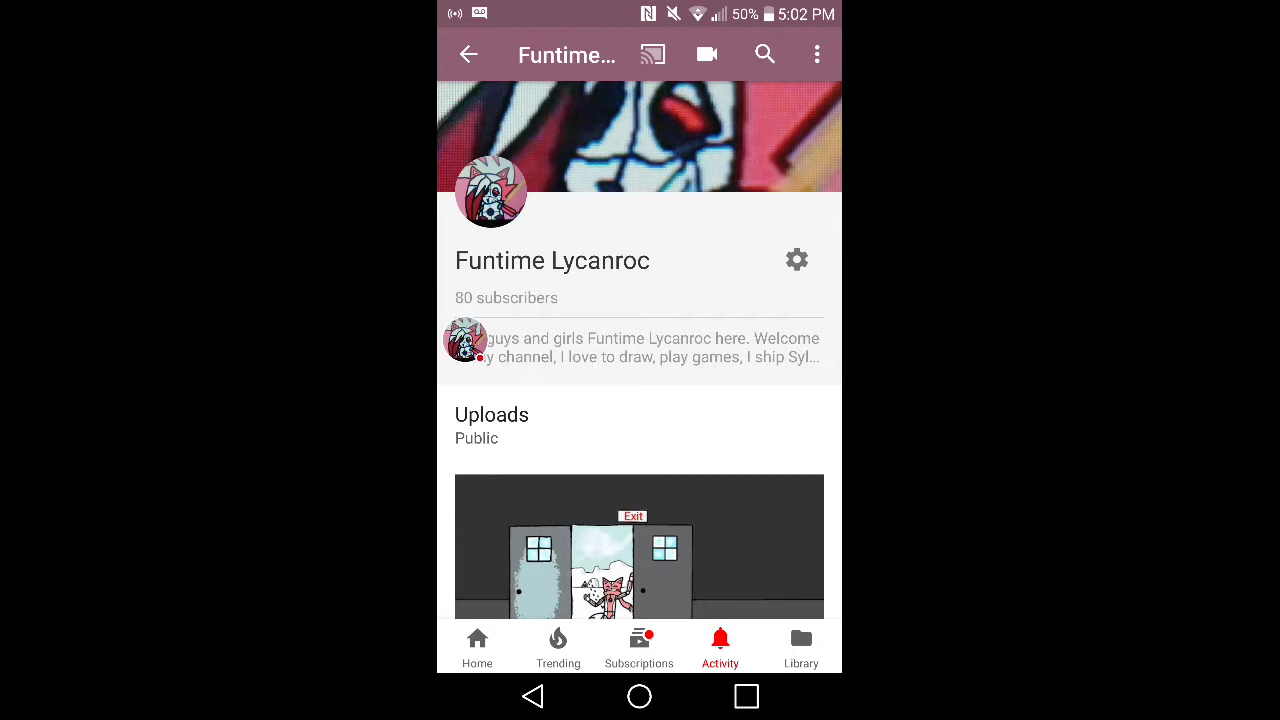 50% 5:02 PM
Funtime...
Funtime Lycanroc
80 subscribers
guys and girls Funtime Lycanroc here. Welcome
y channel, I love to draw, play games, I ship Syl...
Uploads
Public
Exit
Home Trending Subscriptions Activity Library